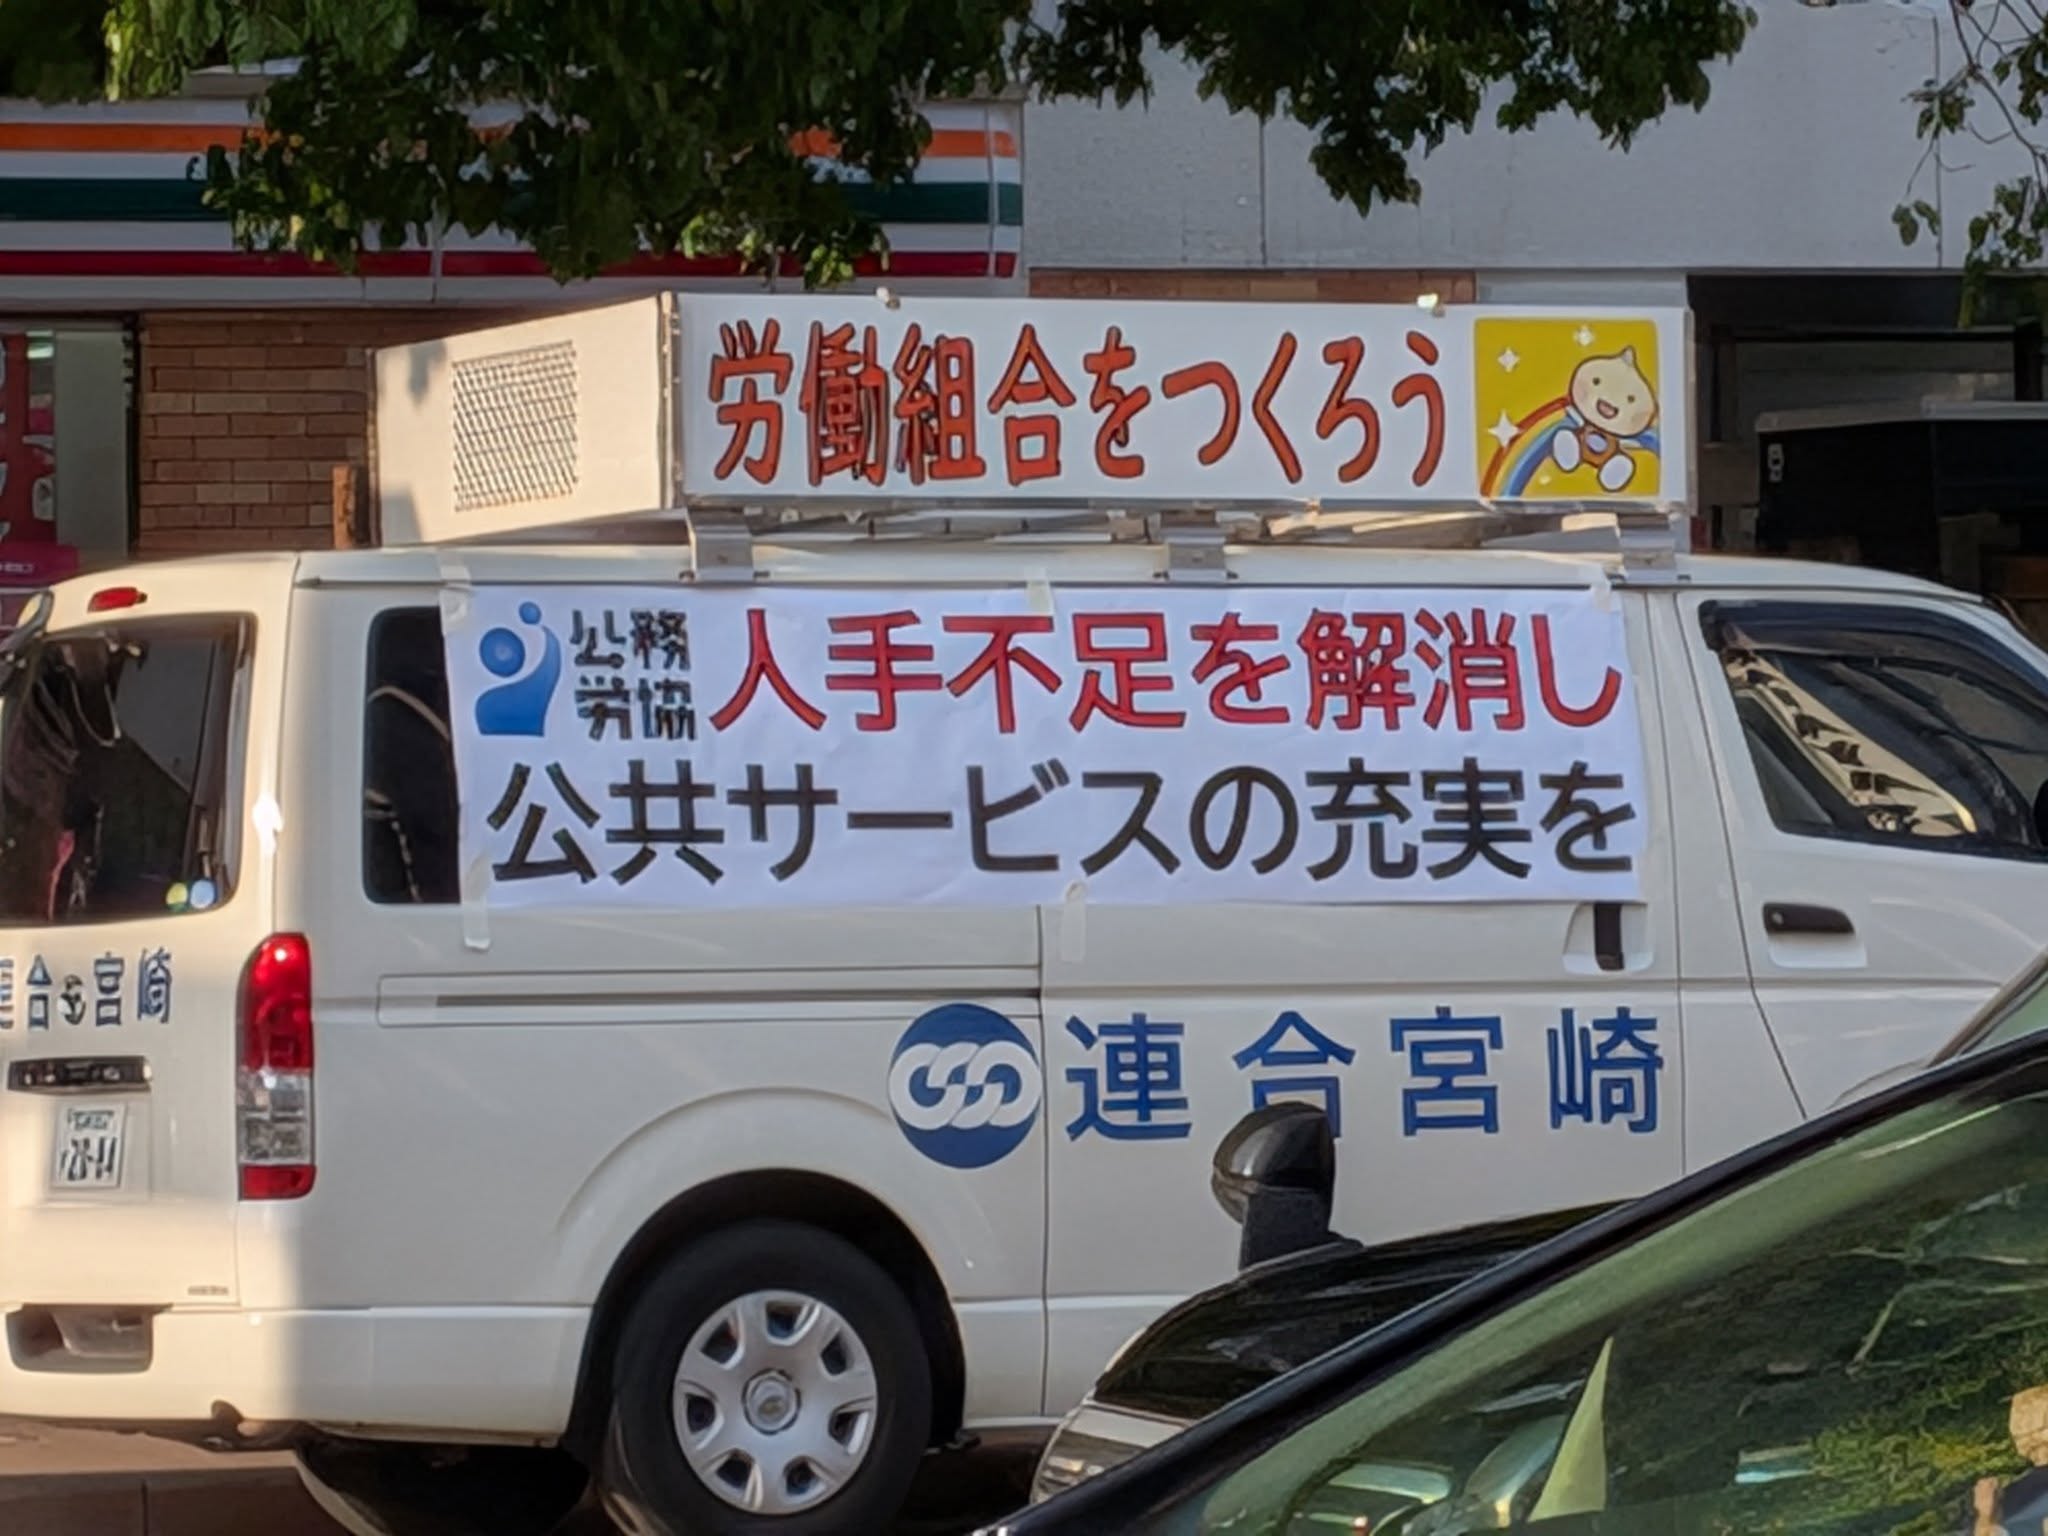 労働組合をつくろう
公務
労協
人手不足を解消し
公共サービスの充実を
連合宮崎
合 宮崎